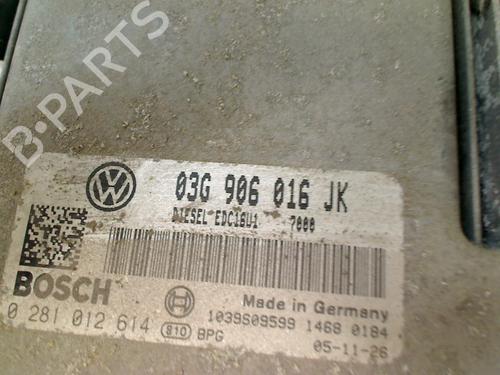 B-PARTS
03G 906 016 JK
DIESEL EDC16U1 7000
BOSCH
Made in Germany
0 281 012 614
1039S09599 1468 0184
810 BPG
05-11-26